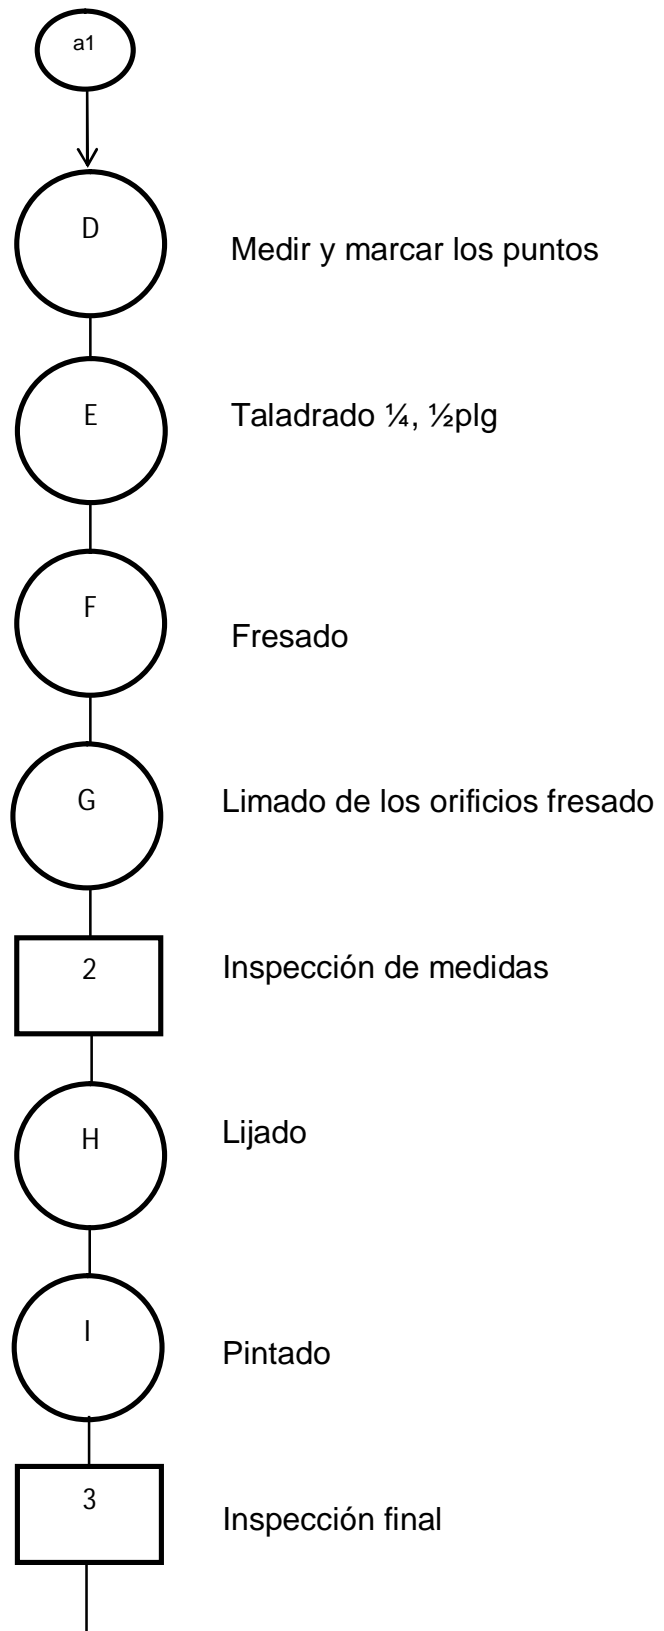 a1
D
Medir y marcar los puntos
E
Taladrado ¼, ½plg
F
Fresado
G
Limado de los orificios fresado
2
Inspección de medidas
H
Lijado
I
Pintado
3
Inspección final